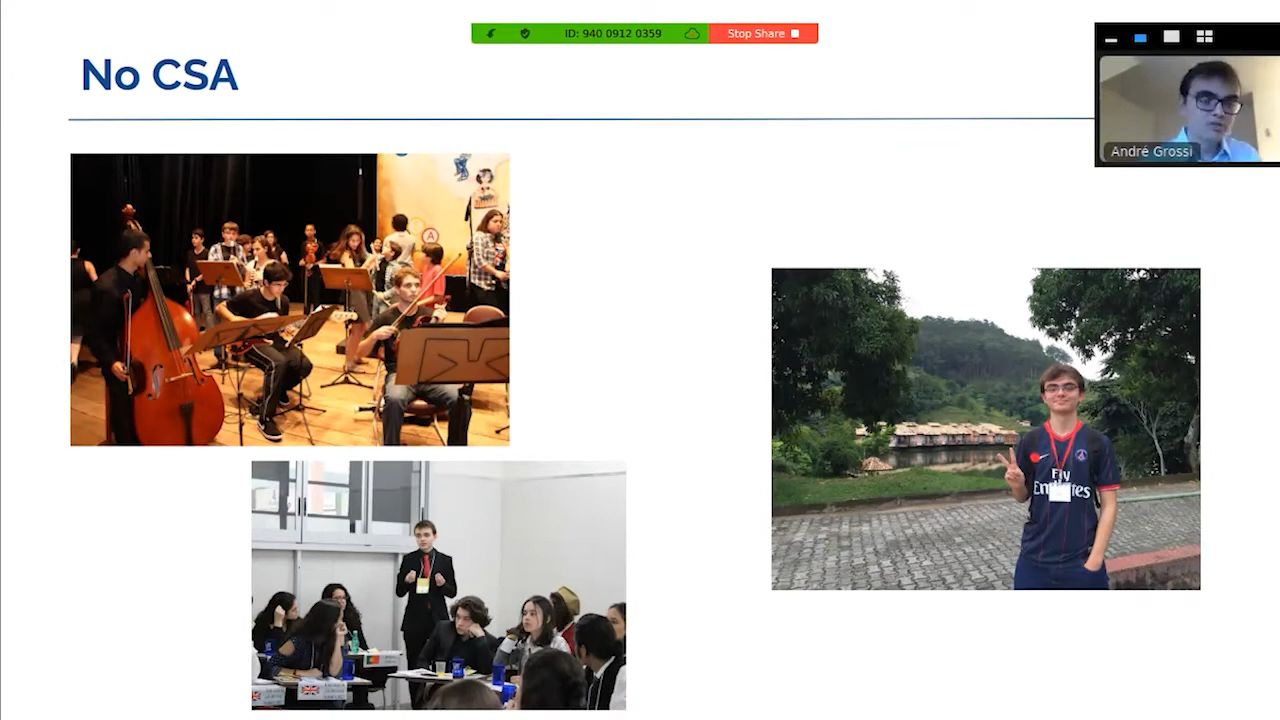 ID: 940 0912 0359
Stop Share
No CSA
André Grossi
Fly
Emirates